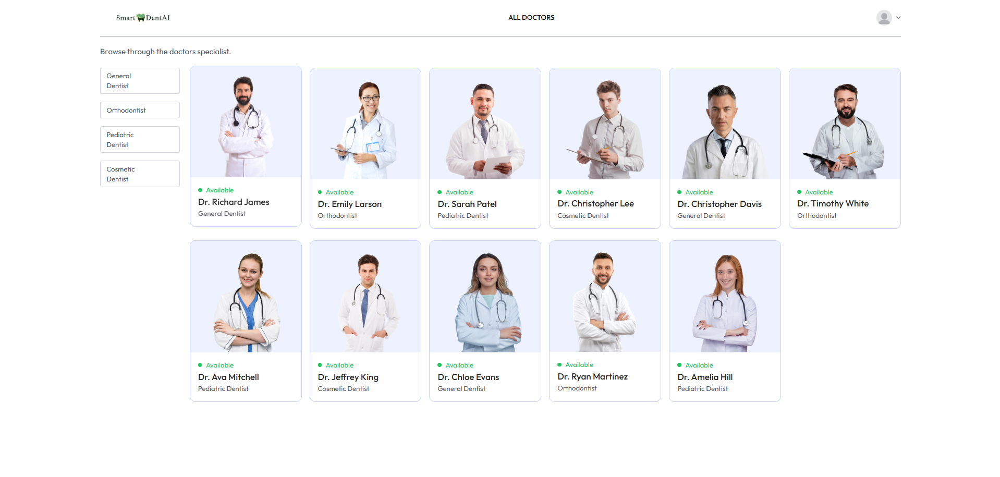 Smart DentAI
ALL DOCTORS
Browse through the doctors specialist.
General
Dentist
Orthodontist
Pediatric
Dentist
Cosmetic
Dentist
Available
Dr. Richard James
General Dentist
Available
Dr. Emily Larson
Orthodontist
Available
Dr. Sarah Patel
Pediatric Dentist
Available
Dr. Christopher Lee
Cosmetic Dentist
Available
Dr. Christopher Davis
General Dentist
Available
Dr. Timothy White
Orthodontist
Available
Dr. Ava Mitchell
Pediatric Dentist
Available
Dr. Jeffrey King
Cosmetic Dentist
Available
Dr. Chloe Evans
General Dentist
Available
Dr. Ryan Martinez
Orthodontist
Available
Dr. Amelia Hill
Pediatric Dentist